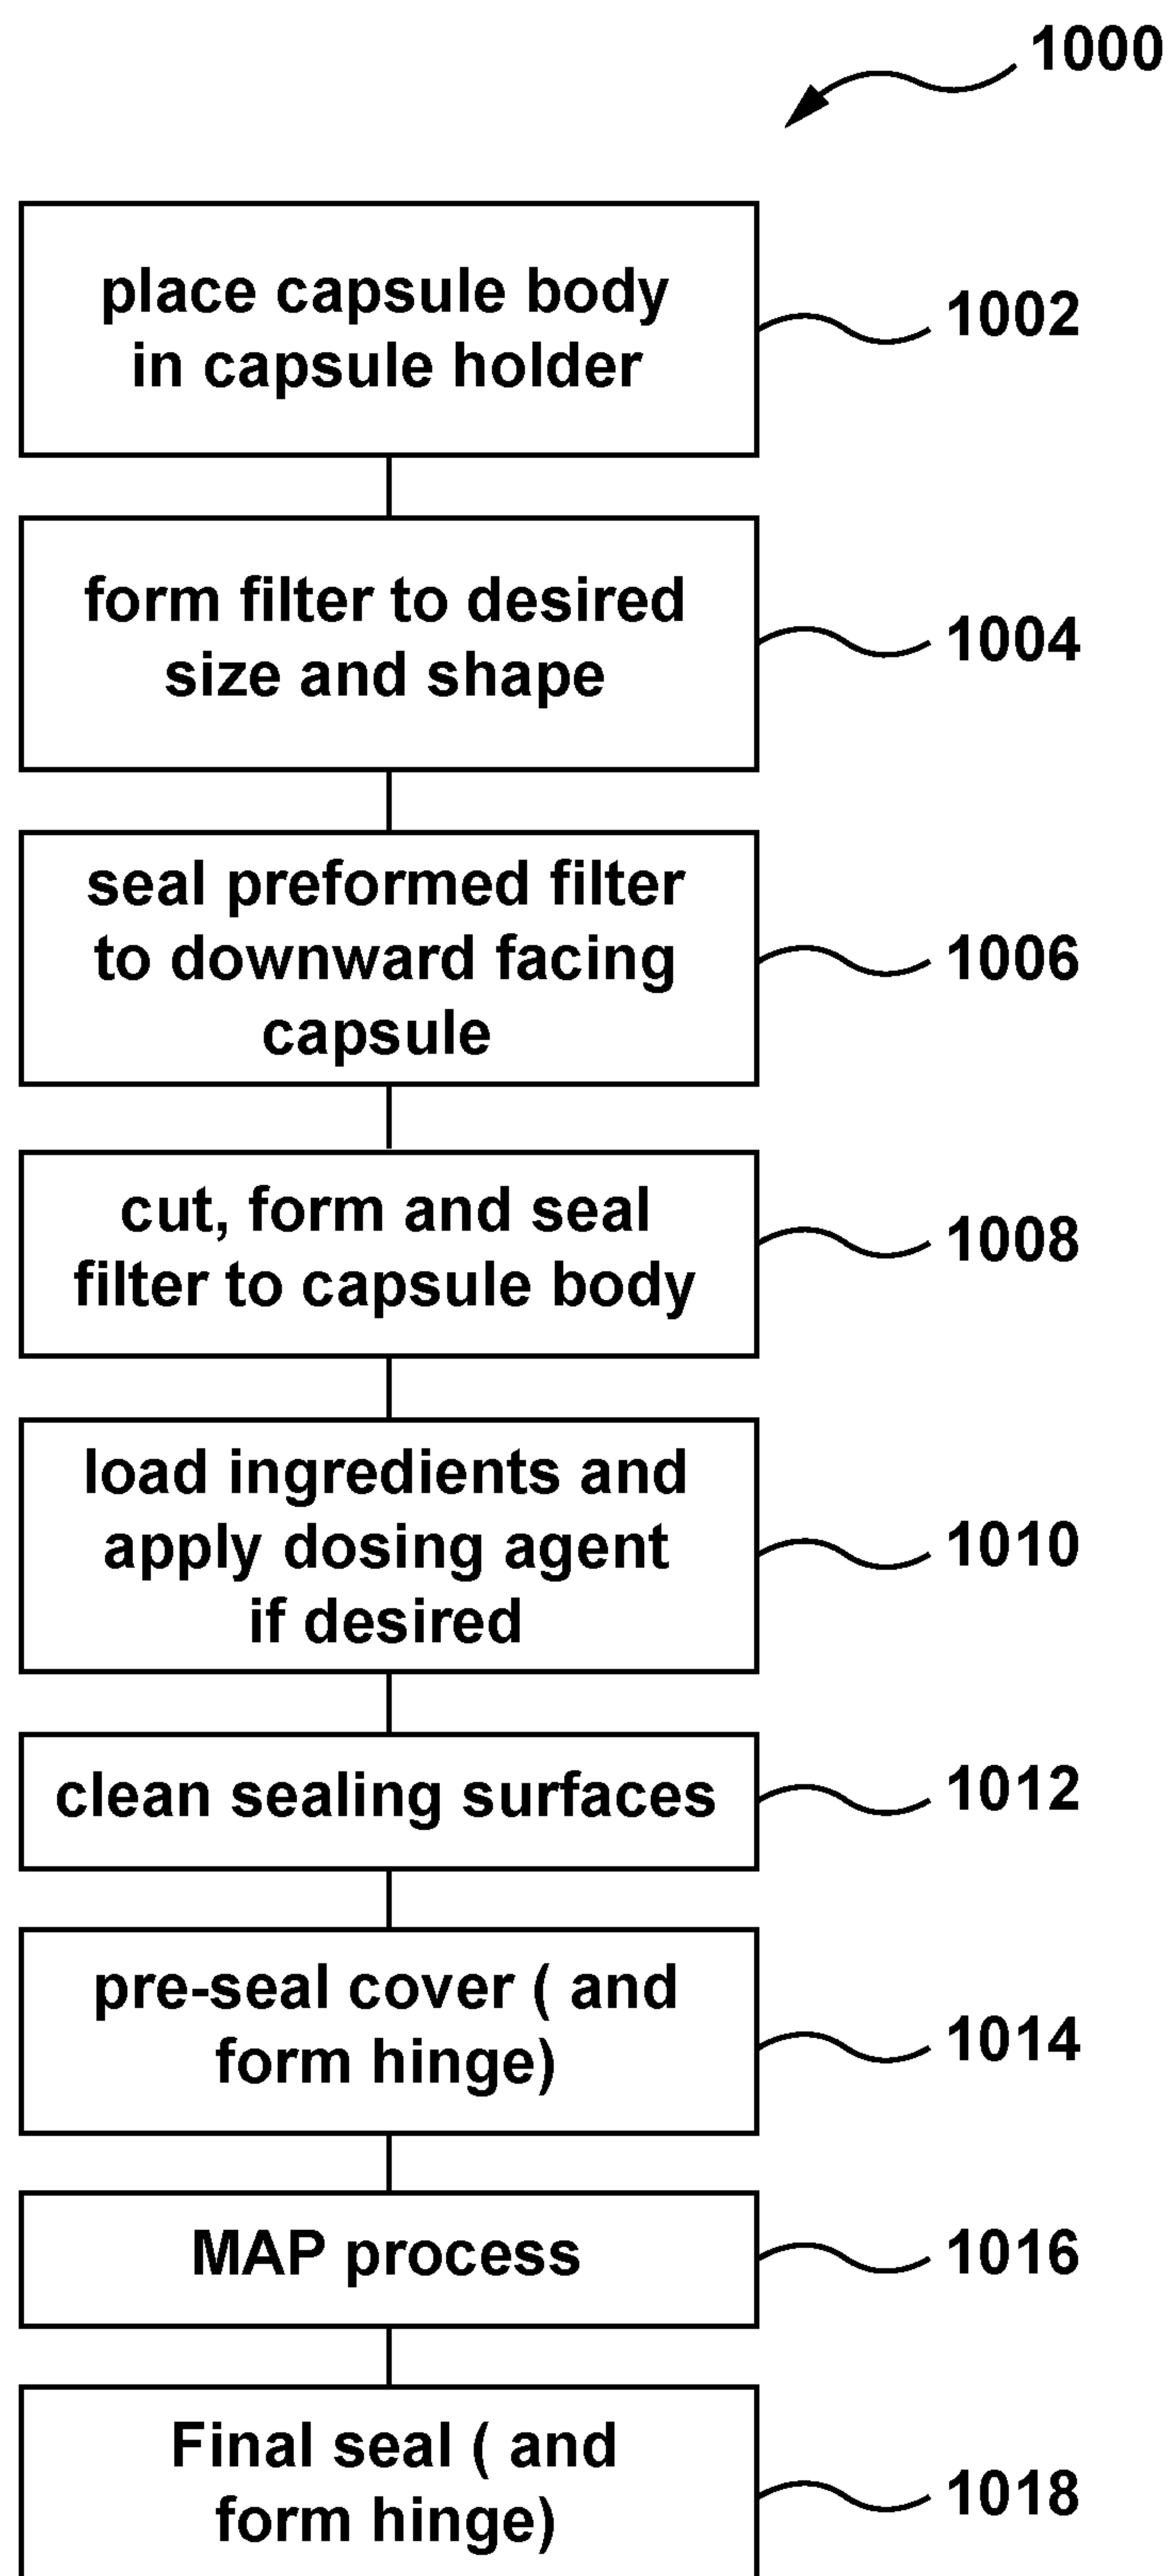 1000
place capsule body
in capsule holder
1002
form filter to desired
size and shape
1004
seal preformed filter
to downward facing
capsule
1006
cut, form and seal
filter to capsule body
1008
load ingredients and
apply dosing agent
if desired
1010
clean sealing surfaces
1012
pre-seal cover ( and
form hinge)
1014
MAP process
1016
Final seal ( and
form hinge)
1018